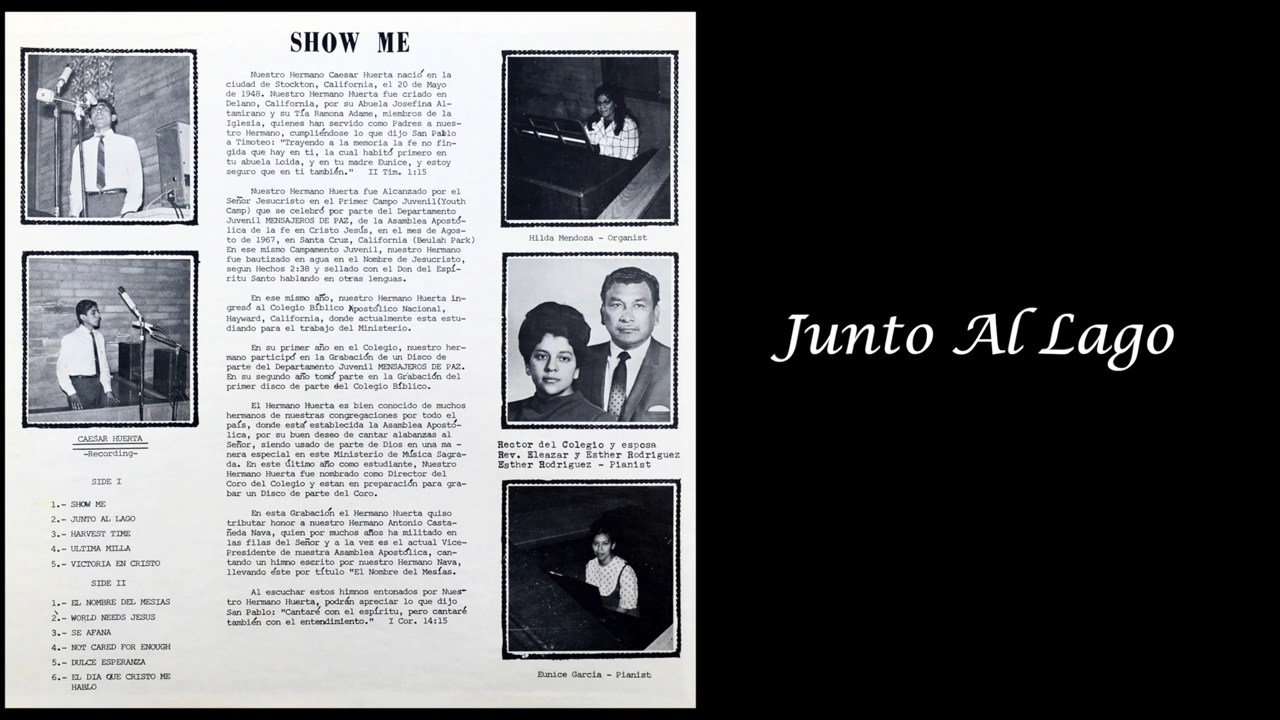 SHOW ME
Nuestro Hermano Caesar Huerta nació en la
ciudad de Stockton, California, el 20 de Mayo
de 1948. Nuestro Hermano Huerta fue criado en
Delano, California, por su Abuela Josefina Al-
tamirano y su Tía Ramona Adame, miembros de la
Iglesia, quienes han servido como Padres a nues-
tro Hermano, cumpliéndose lo que dijo San Pablo
a Timoteo: "Trayendo a la memoria la fe no fin-
gida que hay en ti, la cual habitó primero en
tu abuela Loida, y en tu madre Eunice, y estoy
seguro que en ti también." II Tim. 1:15
Nuestro Hermano Huerta fue Alcanzado por el
Señor Jesucristo en el Primer Campo Juvenil(Youth
Camp) que se celebró por parte del Departamento
Juvenil MENSAJEROS DE PAZ, de la Asamblea Apostó-
lica de la fe en Cristo Jesús, en el mes de Agos-
to de 1967, en Santa Cruz, California (Beulah Park)
En ese mismo Campamento Juvenil, nuestro Hermano
fue bautizado en agua en el Nombre de Jesucristo,
segun Hechos 2:38 y sellado con el Don del Espí-
ritu Santo hablando en otras lenguas.
En ese mismo año, nuestro Hermano Huerta in-
gresó al Colegio Bíblico Apostólico Nacional,
Hayward, California, donde actualmente esta estu-
diando para el trabajo del Ministerio.
En su primer año en el Colegio, nuestro her-
mano participó en la Grabación de un Disco de
parte del Departamento Juvenil MENSAJEROS DE PAZ.
En su segundo año tomó parte en la Grabación del
primer disco de parte del Colegio Bíblico.
El Hermano Huerta es bien conocido de muchos
hermanos de nuestras congregaciones por todo el
país, donde está establecida la Asamblea Apostó-
lica, por su buen deseo de cantar alabanzas al
Señor, siendo usado de parte de Dios en una ma -
nera especial en este Ministerio de Música Sagra-
da. En este último año como estudiante, Nuestro
Hermano Huerta fue nombrado como Director del
Coro del Colegio y estan en preparación para gra-
bar un Disco de parte del Coro.
En esta Grabación el Hermano Huerta quiso
tributar honor a nuestro Hermano Antonio Casta-
ñeda Nava, quien por muchos años ha militado en
las filas del Señor y a la vez es el actual Vice-
Presidente de nuestra Asamblea Apostólica, can-
tando un himno escrito por nuestro Hermano Nava,
llevando éste por título "El Nombre del Mesías.
Al escuchar estos himnos entonados por Nues-
tro Hermano Huerta, podrán apreciar lo que dijo
San Pablo: "Cantaré con el espíritu, pero cantaré
también con el entendimiento." I Cor. 14:15
CAESAR HUERTA
-Recording-
SIDE I
1.- SHOW ME
2.- JUNTO AL LAGO
3.- HARVEST TIME
4.- ULTIMA MILLA
5.- VICTORIA EN CRISTO
SIDE II
1.- EL NOMBRE DEL MESIAS
2.- WORLD NEEDS JESUS
3.- SE AFANA
4.- NOT CARED FOR ENOUGH
5.- DULCE ESPERANZA
6.- EL DIA QUE CRISTO ME
HABLO
Hilda Mendoza - Organist
Rector del Colegio y esposa
Rev. Eleazar y Esther Rodriguez
Esther Rodriguez - Pianist
Eunice Garcia - Pianist
Junto Al Lago